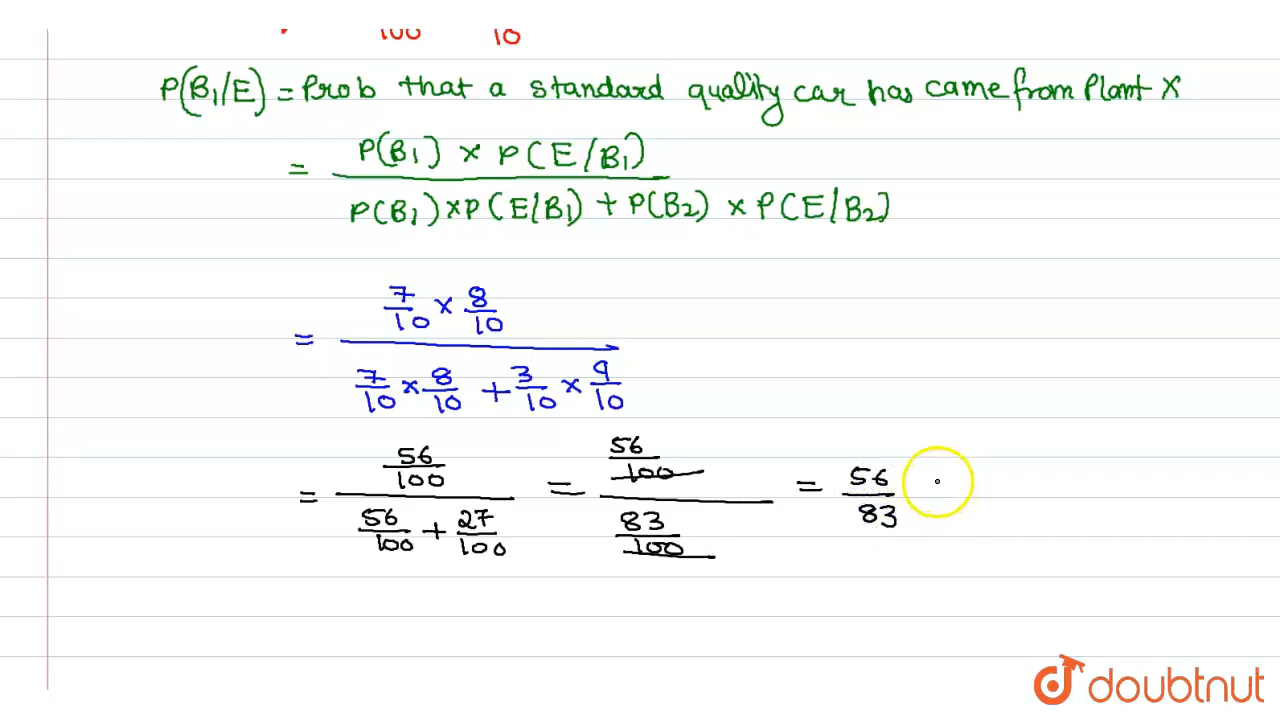 100 10
P(B1/E) = Prob that a standard quality car has came from Plant X
= P(B1) × P(E/B1)
P(B1) × P(E/B1) + P(B2) × P(E/B2)
= 7/10 × 8/10
7/10 × 8/10 + 3/10 × 9/10
= 56/100 = 56/100 = 56/83
56/100 + 27/100 83/100
doubtnut